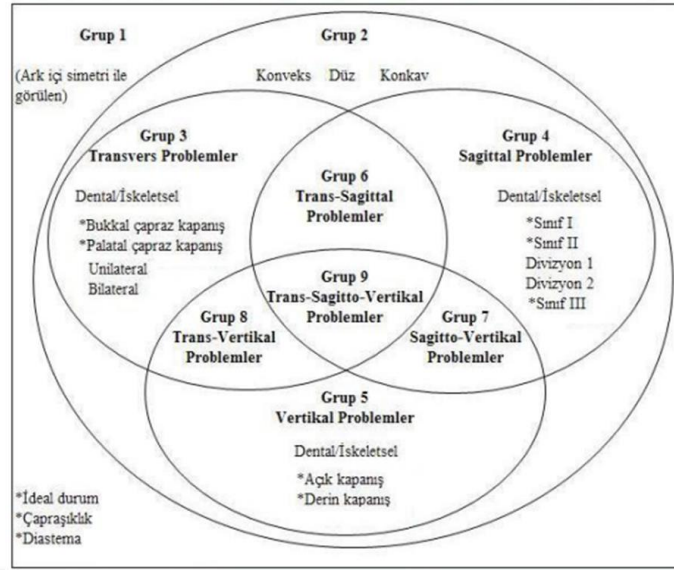 Grup 1
(Ark içi simetri ile
görülen)
Grup 2
Konveks Düz Konkav
Grup 3
Transvers Problemler
Dental/İskeletsel
*Bukkal çapraz kapanış
*Palatal çapraz kapanış
Unilateral
Bilateral
Grup 6
Trans-Sagittal
Problemler
Grup 4
Sagittal Problemler
Dental/İskeletsel
*Sınıf I
*Sınıf II
Divizyon 1
Divizyon 2
*Sınıf III
Grup 9
Trans-Sagitto-Vertikal
Problemler
Grup 8
Trans-Vertikal
Problemler
Grup 7
Sagitto-Vertikal
Problemler
Grup 5
Vertikal Problemler
Dental/İskeletsel
*Açık kapanış
*Derin kapanış
*İdeal durum
*Çapraşıklık
*Diastema